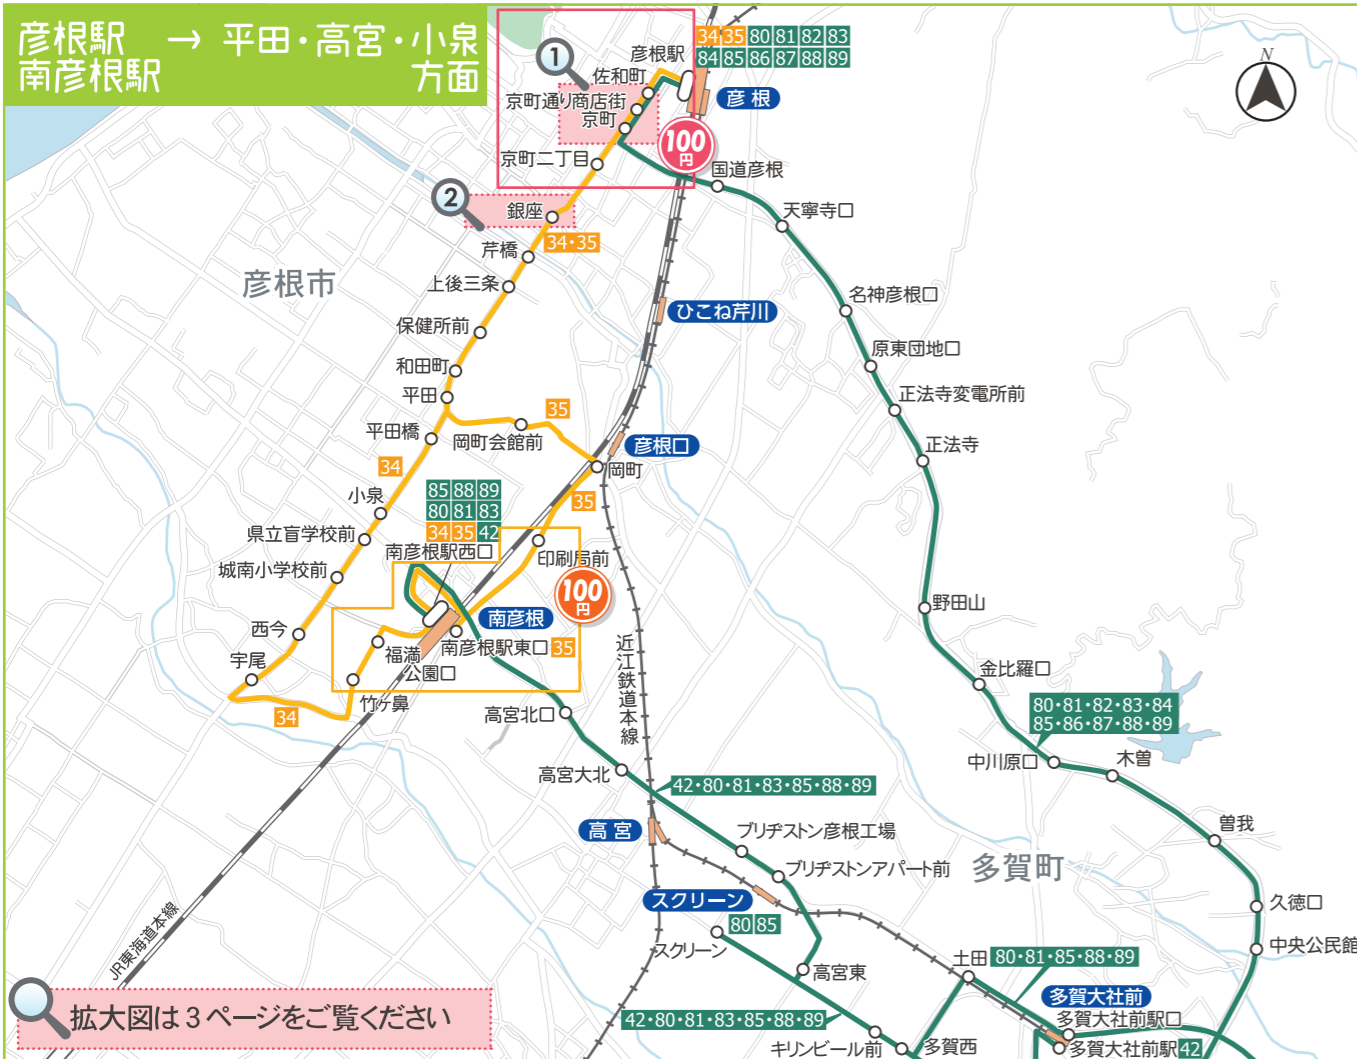 彦根駅 → 平田・高宮・小泉
南彦根駅 方面
1
彦根駅
34 35 80 81 82 83
84 85 86 87 88 89
佐和町
京町通り商店街
京町
彦根
100
円
京町二丁目
国道彦根
N
2
銀座
34・35
天寧寺口
芹橋
彦根市
上後三条
ひこね芹川
名神彦根口
保健所前
原東団地口
和田町
平田
正法寺変電所前
35
平田橋
岡町会館前
彦根口
正法寺
34
岡町
85 88 89
80 81 83
34 35 42
35
小泉
県立盲学校前
南彦根駅西口
印刷局前
城南小学校前
100
円
野田山
西今
南彦根
南彦根駅東口 35
福満
公園口
宇尾
竹ヶ鼻
34
近江鉄道本線
金比羅口
80・81・82・83・84
85・86・87・88・89
高宮北口
中川原口
木曽
高宮大北
42・80・81・83・85・88・89
高宮
ブリヂストン彦根工場
曽我
ブリヂストンアパート前
多賀町
スクリーン
80 85
スクリーン
久徳口
JR東海道本線
中央公民館
土田
80・81・85・88・89
高宮東
多賀大社前
拡大図は3ページをご覧ください
42・80・81・83・85・88・89
多賀大社前駅口
キリンビール前
多賀西
多賀大社前駅 42